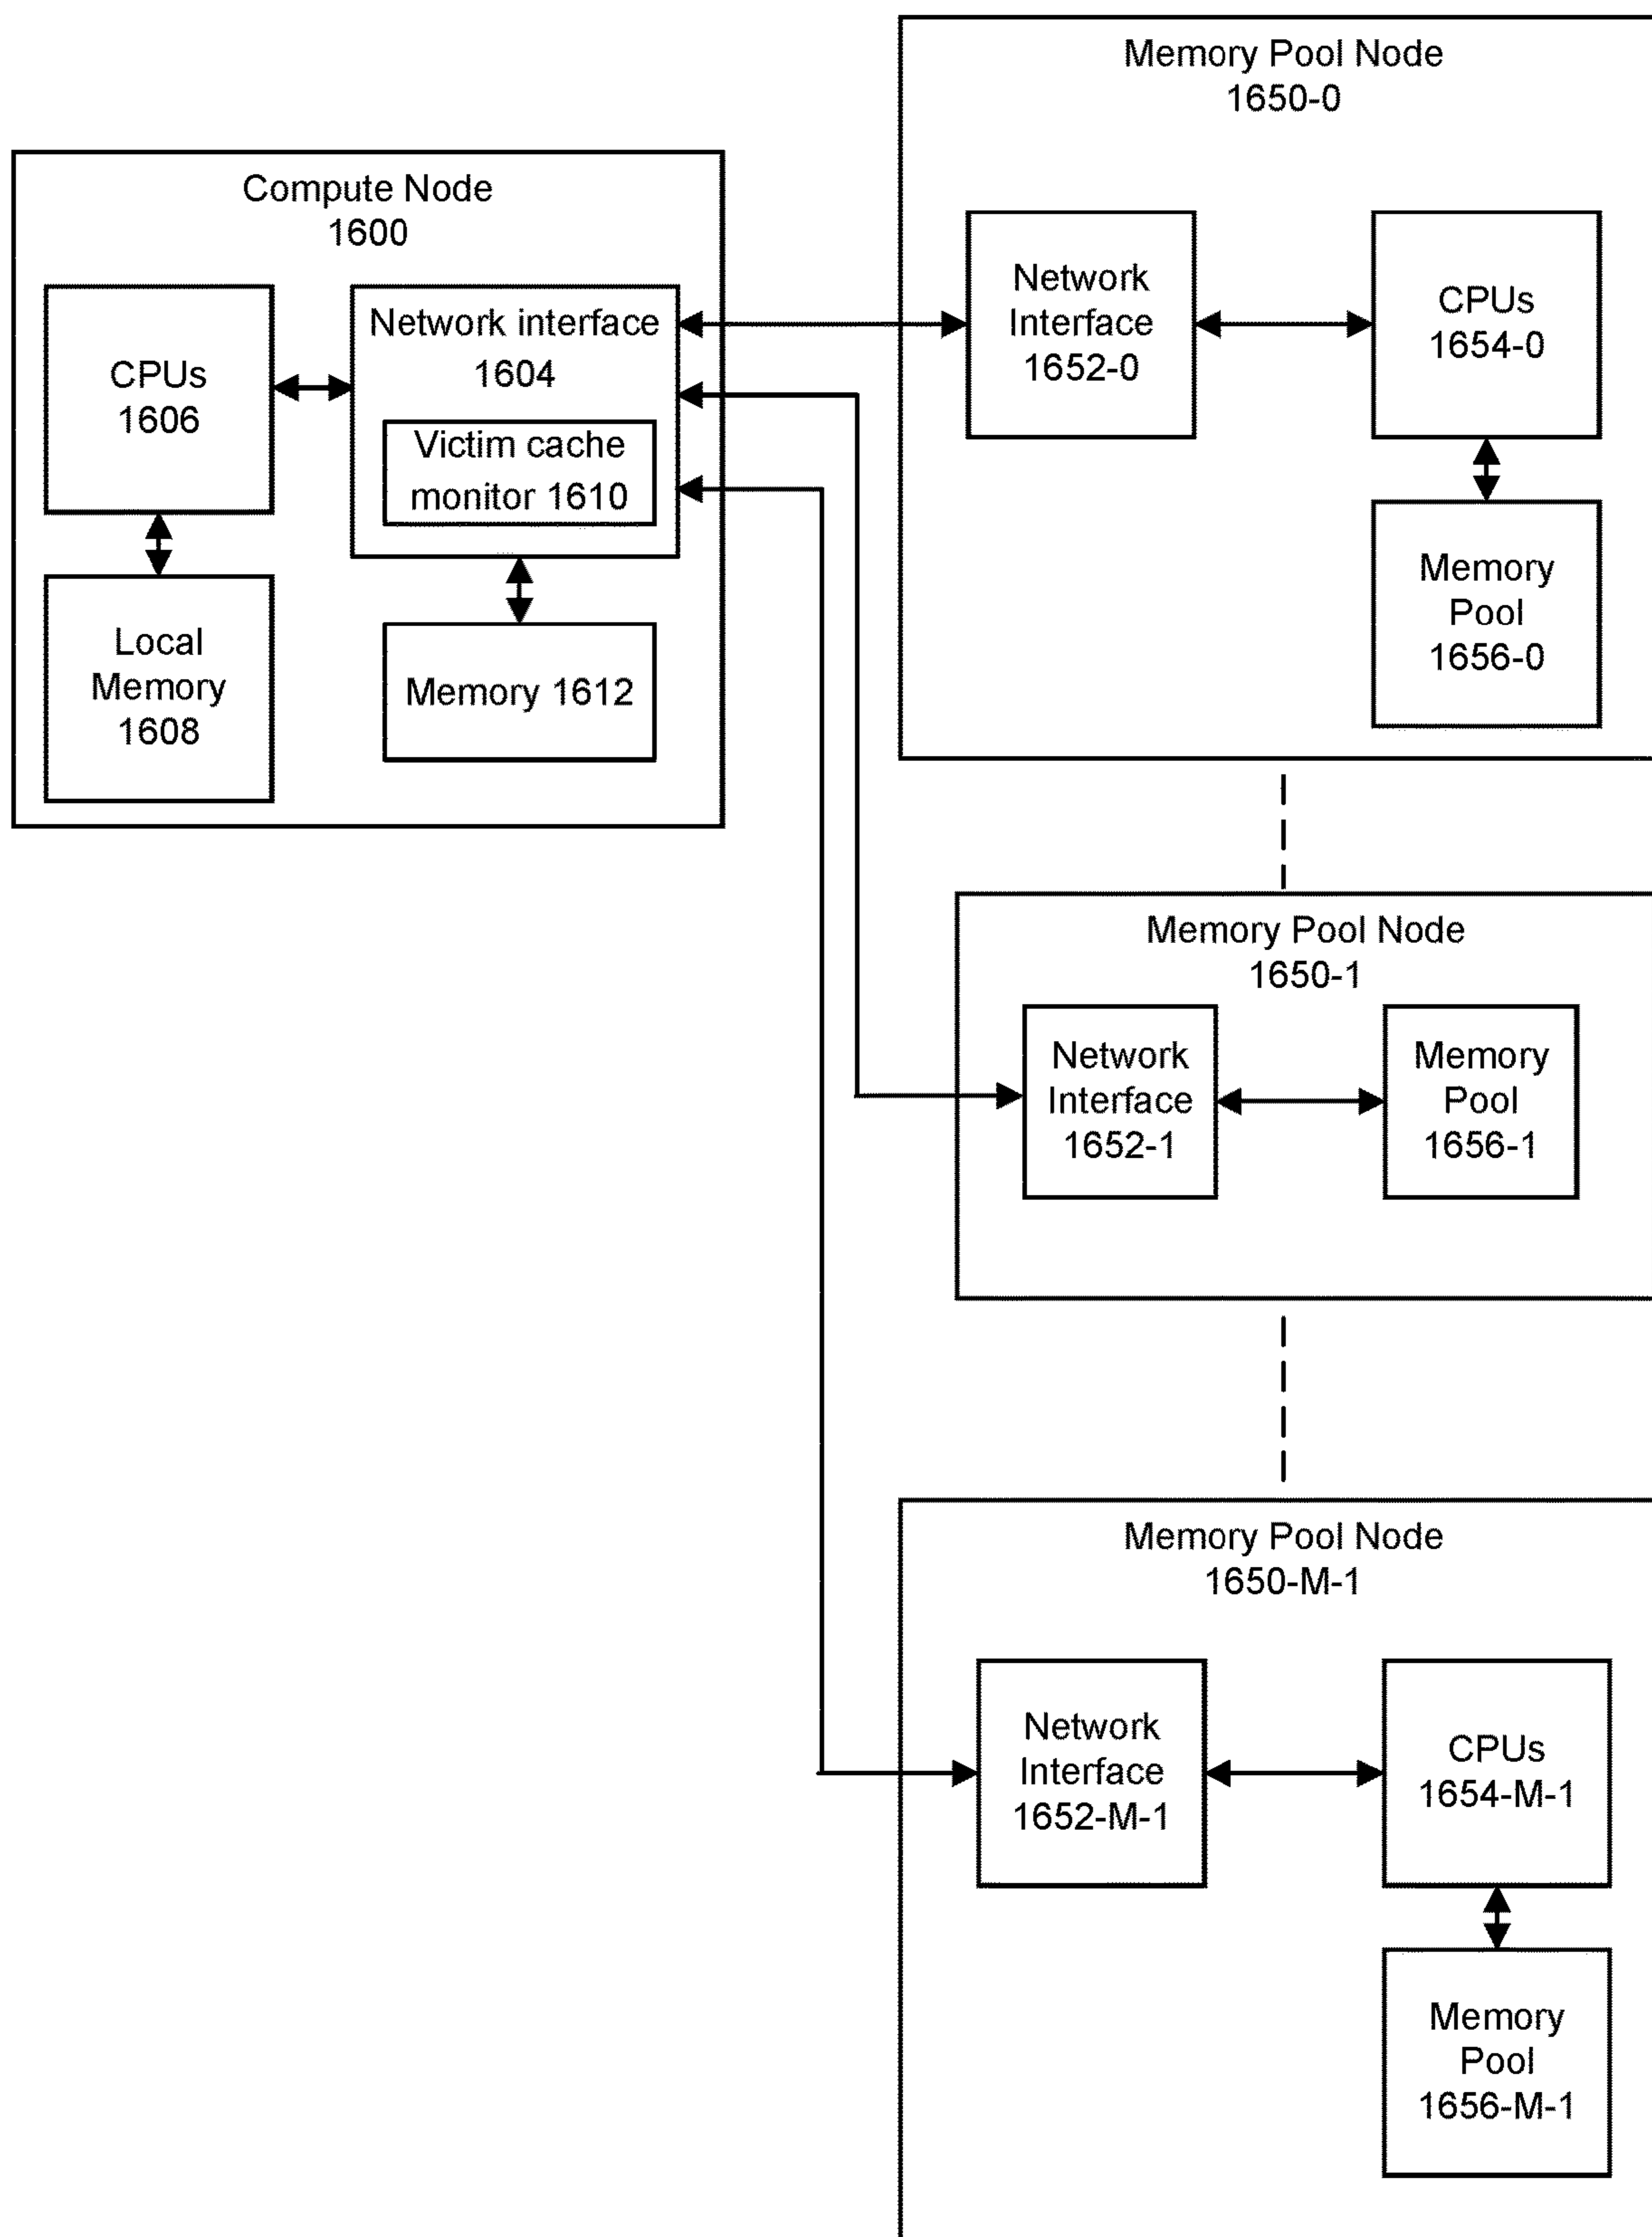 Memory Pool Node
1650-0
Compute Node
1600
CPUs
1606
Network interface
1604
Victim cache
monitor 1610
Local
Memory
1608
Memory 1612
Network
Interface
1652-0
CPUs
1654-0
Memory
Pool
1656-0
Memory Pool Node
1650-1
Network
Interface
1652-1
Memory
Pool
1656-1
Memory Pool Node
1650-M-1
Network
Interface
1652-M-1
CPUs
1654-M-1
Memory
Pool
1656-M-1